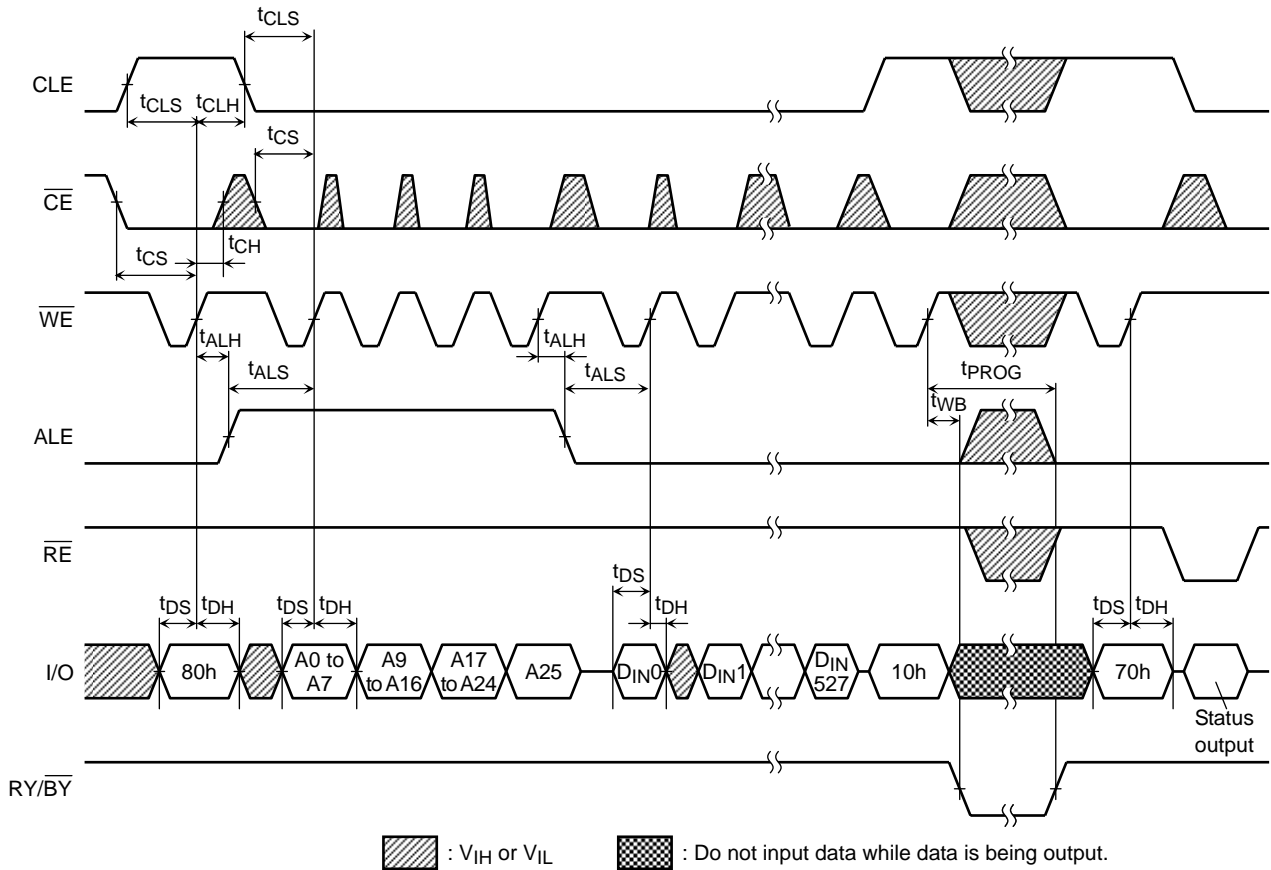 tCLS
CLE
tCLS tCLH
tCS
CE
tCH
tCS
WE
tALH
tALS
tALH
tALS
tPROG
tWB
ALE
RE
tDS tDH tDS tDH tDS tDH tDS tDH
I/O
80h
A0 to
A7
A9
to A16
A17
to A24
A25
DIN0
DIN1
DIN
527
10h
70h
Status
output
RY/BY
: VIH or VIL
: Do not input data while data is being output.